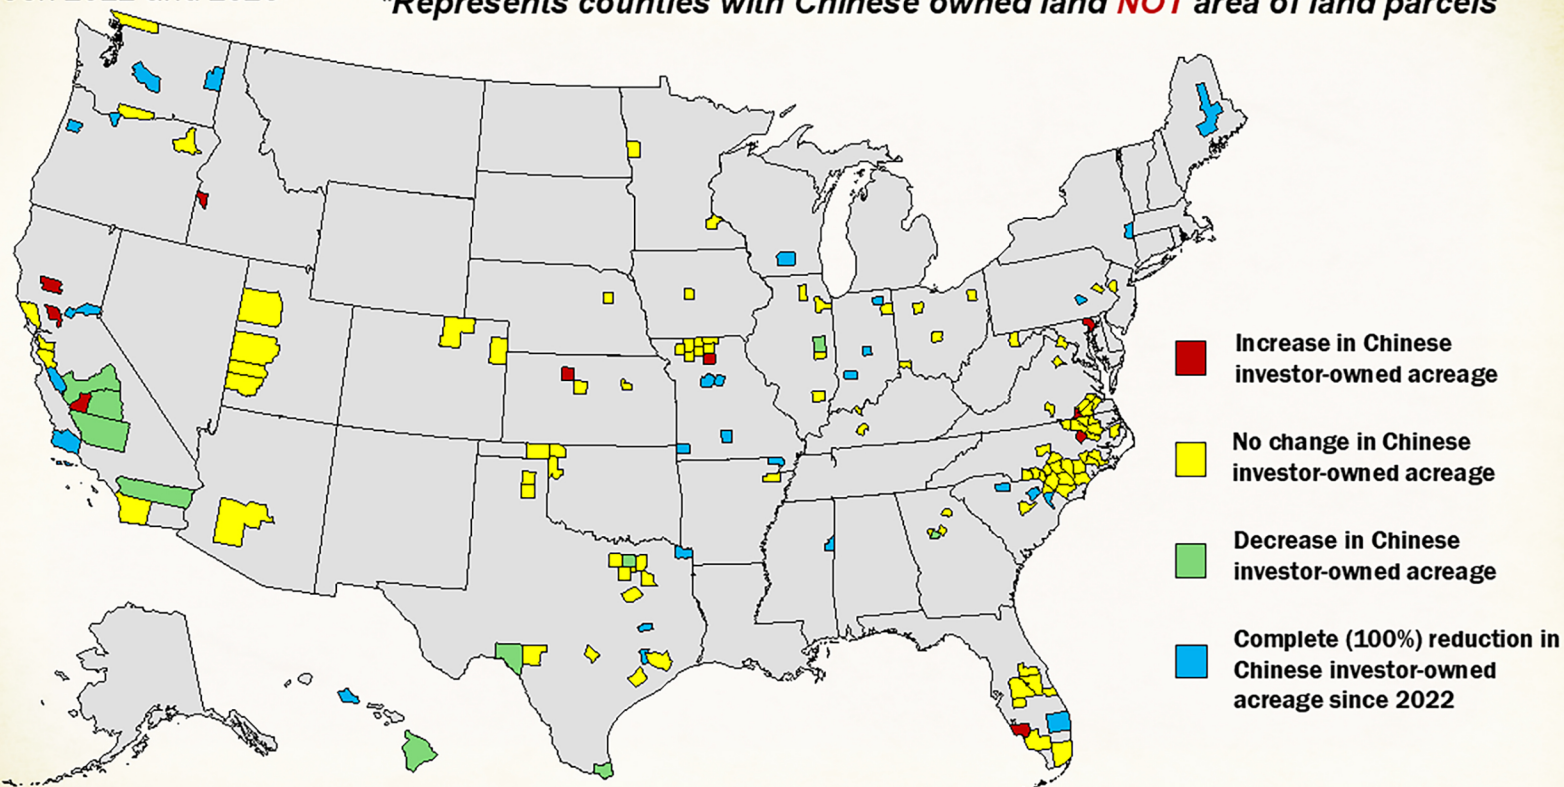 *Represents counties with Chinese owned land NOT area of land parcels
Increase in Chinese
investor-owned acreage
No change in Chinese
investor-owned acreage
Decrease in Chinese
investor-owned acreage
Complete (100%) reduction in
Chinese investor-owned
acreage since 2022